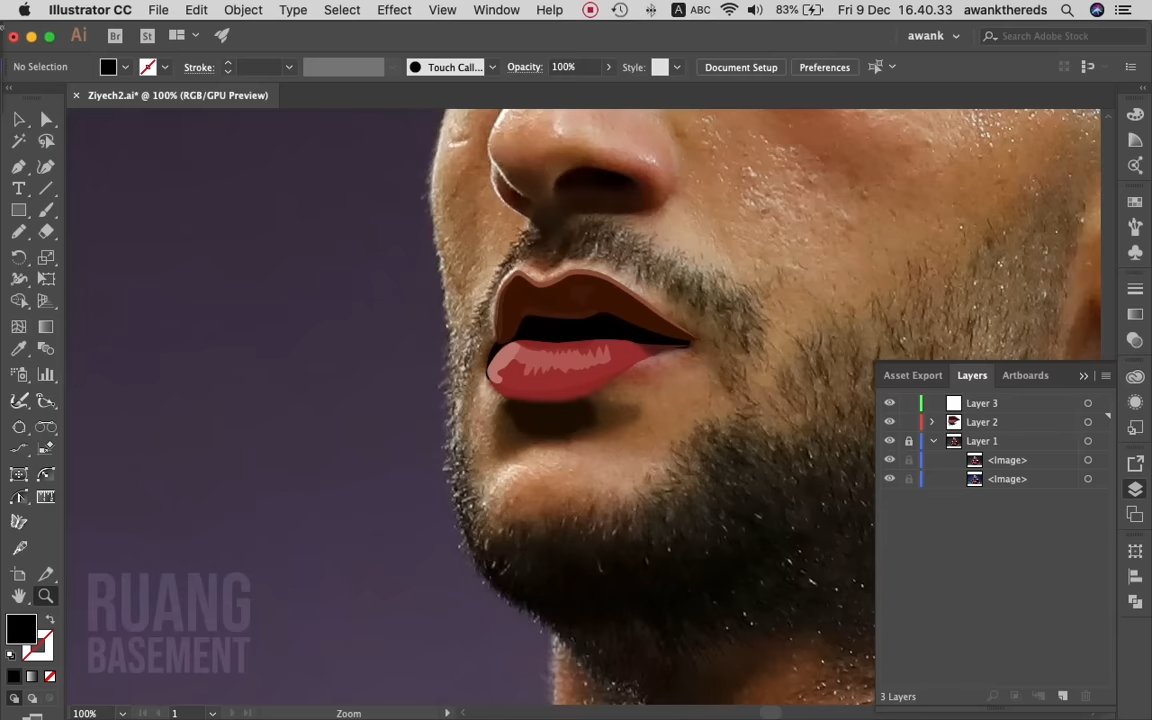 Illustrator CC File Edit Object Type Select Effect View Window Help A ABC 83% Fri 9 Dec 16.40.33 awankthereds
Ai Br St awank Search Adobe Stock
No Selection Stroke: Touch Call... Opacity: 100% Style: Document Setup Preferences
Ziyech2.ai* @ 100% (RGB/GPU Preview)
Asset Export Layers Artboards
Layer 3
Layer 2
Layer 1
<Image>
<Image>
RUANG
BASEMENT
3 Layers
100% 1 Zoom